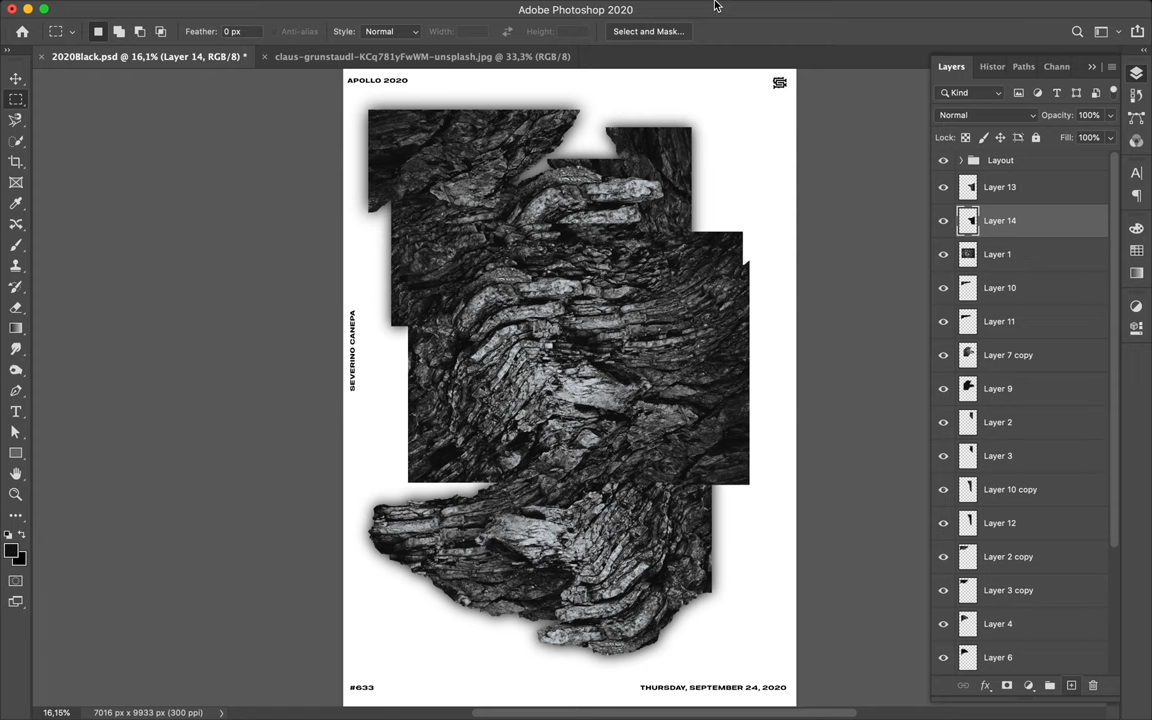 Adobe Photoshop 2020
Feather: 0 px Anti-alias Style: Normal Width: Height: Select and Mask...
2020Black.psd @ 16,1% (Layer 14, RGB/8) * claus-grunstaudl-KCq781yFwWM-unsplash.jpg @ 33,3% (RGB/8)
Layers Histor Paths Chann
Kind
Normal Opacity: 100%
Lock: Fill: 100%
Layout
Layer 13
Layer 14
Layer 1
Layer 10
Layer 11
Layer 7 copy
Layer 9
Layer 2
Layer 3
Layer 10 copy
Layer 12
Layer 2 copy
Layer 3 copy
Layer 4
Layer 6
APOLLO 2020
SEVERINO CANEPA
#633 THURSDAY, SEPTEMBER 24, 2020
16,15% 7016 px x 9933 px (300 ppi)